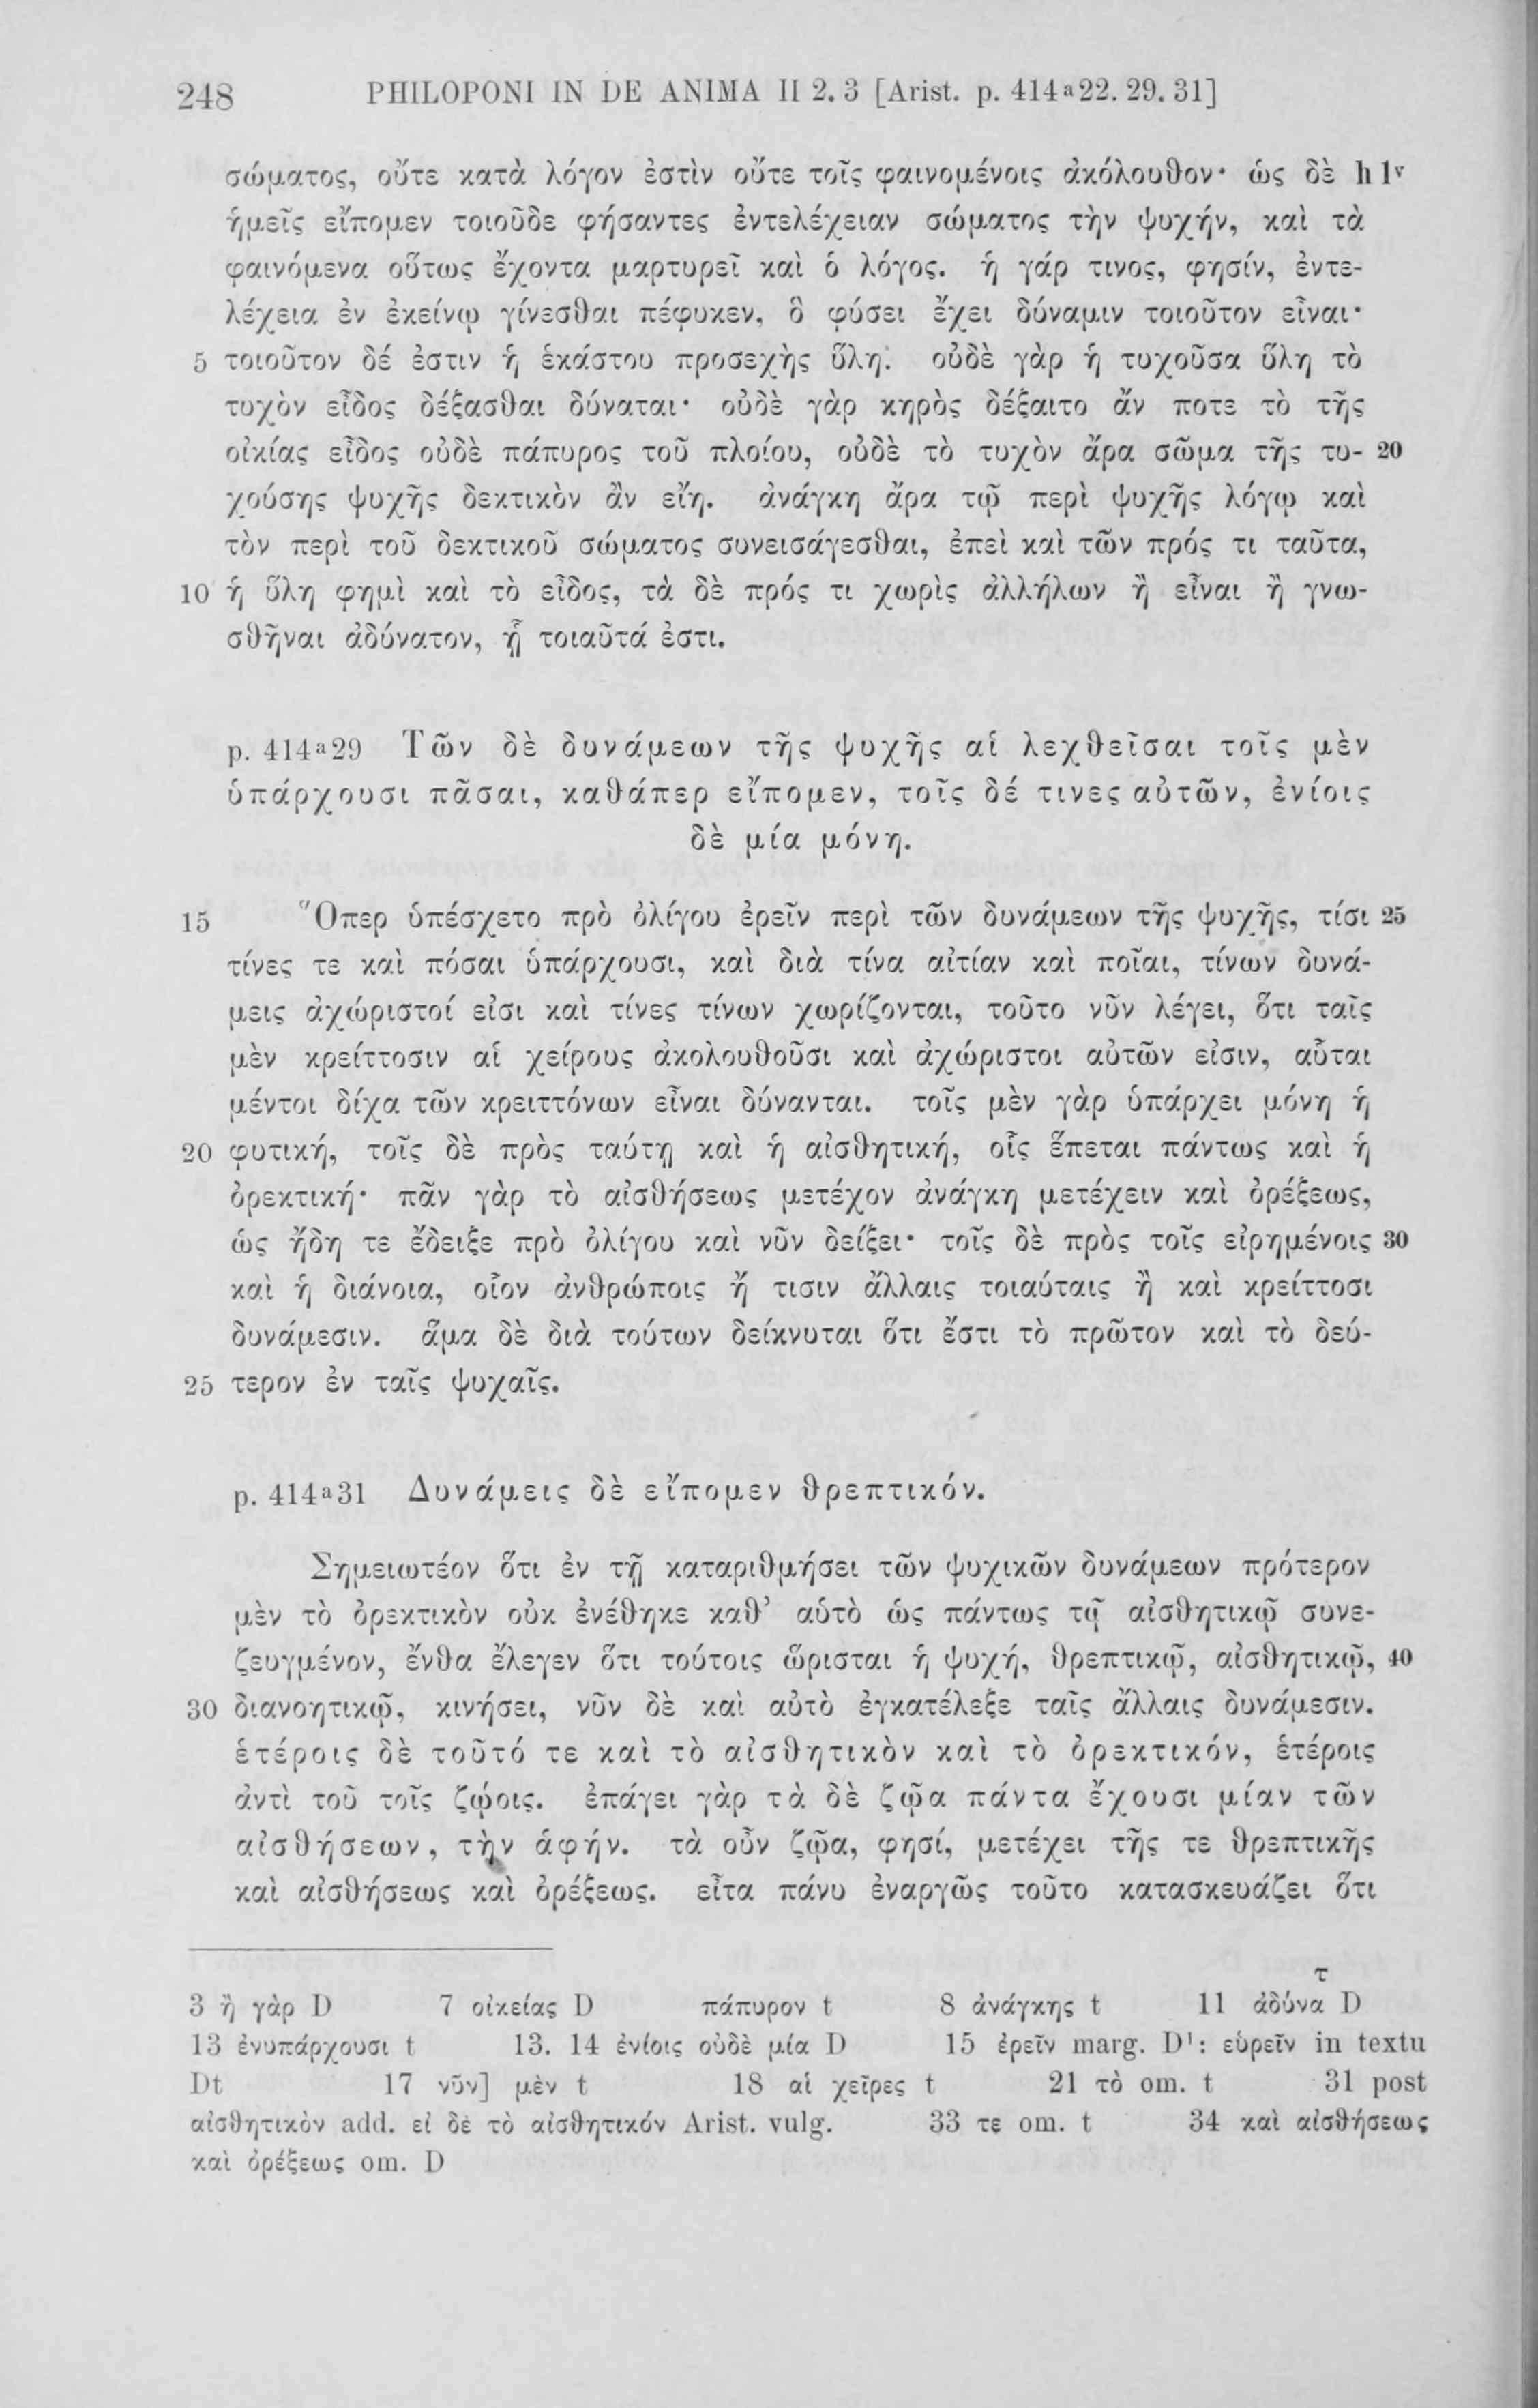 248 PHILOPONI IN DE ANIMA II 2. 3 [Arist. p. 414 a 22. 29. 31]
σώματος, οὔτε κατὰ λόγον ἐστὶν οὔτε τοῖς φαινομένοις ἀκόλουθον· ὡς δὲ h 1v
ἡμεῖς εἴπομεν τοιοῦδε φήσαντες ἐντελέχειαν σώματος τὴν ψυχήν, καὶ τὰ
φαινόμενα οὕτως ἔχοντα μαρτυρεῖ καὶ ὁ λόγος. ἡ γάρ τινος, φησίν, ἐντε-
λέχεια ἐν ἐκείνῳ γίνεσθαι πέφυκεν, ὃ φύσει ἔχει δύναμιν τοιοῦτον εἶναι·
5 τοιοῦτον δέ ἐστιν ἡ ἑκάστου προσεχὴς ὕλη. οὐδὲ γὰρ ἡ τυχοῦσα ὕλη τὸ
τυχὸν εἶδος δέξασθαι δύναται· οὐδὲ γὰρ κηρὸς δέξαιτο ἄν ποτε τὸ τῆς
οἰκίας εἶδος οὐδὲ πάπυρος τοῦ πλοίου, οὐδὲ τὸ τυχὸν ἄρα σῶμα τῆς τυ- 20
χούσης ψυχῆς δεκτικὸν ἂν εἴη. ἀνάγκη ἄρα τῷ περὶ ψυχῆς λόγῳ καὶ
τὸν περὶ τοῦ δεκτικοῦ σώματος συνεισάγεσθαι, ἐπεὶ καὶ τῶν πρός τι ταῦτα,
10 ἡ ὕλη φημὶ καὶ τὸ εἶδος, τὰ δὲ πρός τι χωρὶς ἀλλήλων ἢ εἶναι ἢ γνω-
σθῆναι ἀδύνατον, ᾗ τοιαῦτά ἐστι.
p. 414 a 29 Τῶν δὲ δυνάμεων τῆς ψυχῆς αἱ λεχθεῖσαι τοῖς μὲν
ὑπάρχουσι πᾶσαι, καθάπερ εἴπομεν, τοῖς δέ τινες αὐτῶν, ἐνίοις
δὲ μία μόνη.
15 Ὅπερ ὑπέσχετο πρὸ ὀλίγου ἐρεῖν περὶ τῶν δυνάμεων τῆς ψυχῆς, τίσι 25
τίνες τε καὶ πόσαι ὑπάρχουσι, καὶ διὰ τίνα αἰτίαν καὶ ποῖαι, τίνων δυνά-
μεις ἀχώριστοί εἰσι καὶ τίνες τίνων χωρίζονται, τοῦτο νῦν λέγει, ὅτι ταῖς
μὲν κρείττοσιν αἱ χείρους ἀκολουθοῦσι καὶ ἀχώριστοι αὐτῶν εἰσιν, αὗται
μέντοι δίχα τῶν κρειττόνων εἶναι δύνανται. τοῖς μὲν γὰρ ὑπάρχει μόνη ἡ
20 φυτική, τοῖς δὲ πρὸς ταύτῃ καὶ ἡ αἰσθητική, οἷς ἕπεται πάντως καὶ ἡ
ὀρεκτική· πᾶν γὰρ τὸ αἰσθήσεως μετέχον ἀνάγκη μετέχειν καὶ ὀρέξεως,
ὡς ἤδη τε ἔδειξε πρὸ ὀλίγου καὶ νῦν δείξει· τοῖς δὲ πρὸς τοῖς εἰρημένοις 30
καὶ ἡ διάνοια, οἷον ἀνθρώποις ἤ τισιν ἄλλαις τοιαύταις ἢ καὶ κρείττοσι
δυνάμεσιν. ἅμα δὲ διὰ τούτων δείκνυται ὅτι ἔστι τὸ πρῶτον καὶ τὸ δεύ-
25 τερον ἐν ταῖς ψυχαῖς.
p. 414 a 31 Δυνάμεις δὲ εἴπομεν θρεπτικόν.
Σημειωτέον ὅτι ἐν τῇ καταριθμήσει τῶν ψυχικῶν δυνάμεων πρότερον
μὲν τὸ ὀρεκτικὸν οὐκ ἐνέθηκε καθ’ αὑτὸ ὡς πάντως τῷ αἰσθητικῷ συνε-
ζευγμένον, ἔνθα ἔλεγεν ὅτι τούτοις ὥρισται ἡ ψυχή, θρεπτικῷ, αἰσθητικῷ, 40
30 διανοητικῷ, κινήσει, νῦν δὲ καὶ αὐτὸ ἐγκατέλεξε ταῖς ἄλλαις δυνάμεσιν.
ἑτέροις δὲ τοῦτό τε καὶ τὸ αἰσθητικὸν καὶ τὸ ὀρεκτικόν, ἑτέροις
ἀντὶ τοῦ τοῖς ζῴοις. ἐπάγει γὰρ τὰ δὲ ζῷα πάντα ἔχουσι μίαν τῶν
αἰσθήσεων, τὴν ἁφήν. τὰ οὖν ζῷα, φησί, μετέχει τῆς τε θρεπτικῆς
καὶ αἰσθήσεως καὶ ὀρέξεως. εἶτα πάνυ ἐναργῶς τοῦτο κατασκευάζει ὅτι
3 ἢ γὰρ D 7 οἰκείας D πάπυρον t 8 ἀνάγκης t 11 ἀδύνα τ D
13 ἐνυπάρχουσι t 13. 14 ἐνίοις οὐδὲ μία D 15 ἐρεῖν marg. D¹: εὑρεῖν in textu
Dt 17 νῦν] μὲν t 18 αἱ χεῖρες t 21 τὸ om. t 31 post
αἰσθητικὸν add. εἰ δὲ τὸ αἰσθητικόν Arist. vulg. 33 τε om. t 34 καὶ αἰσθήσεως
καὶ ὀρέξεως om. D